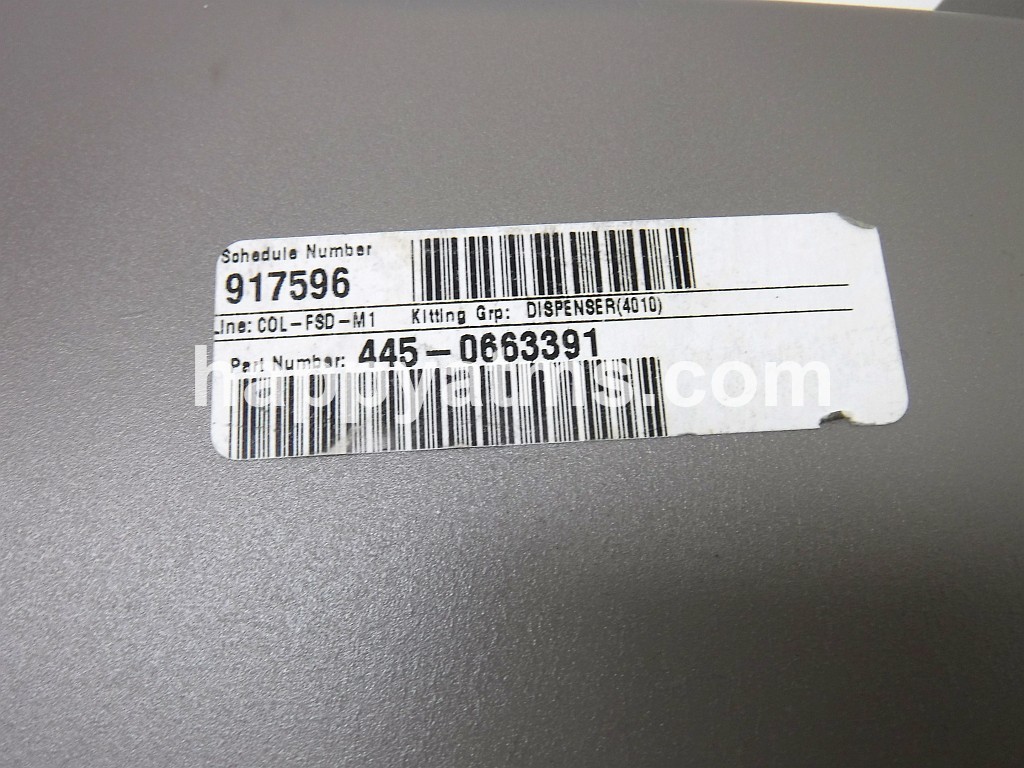 Schedule Number
917596
Line: COL-FSD-M1 Kitting Grp: DISPENSER(4010)
Part Number: 445-0663391
happyatms.com